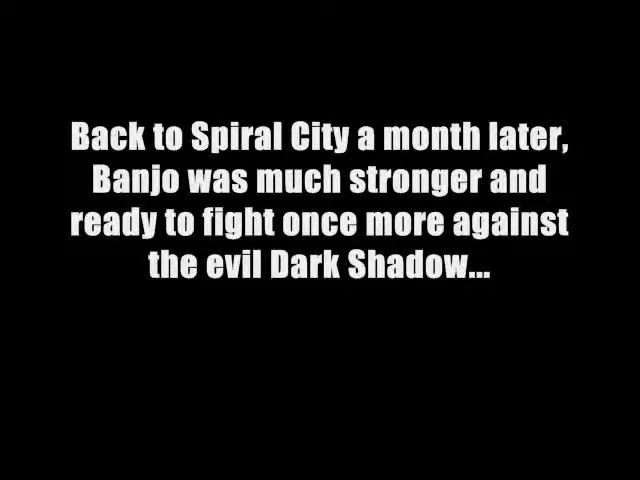 Back to Spiral City a month later,
Banjo was much stronger and
ready to fight once more against
the evil Dark Shadow...